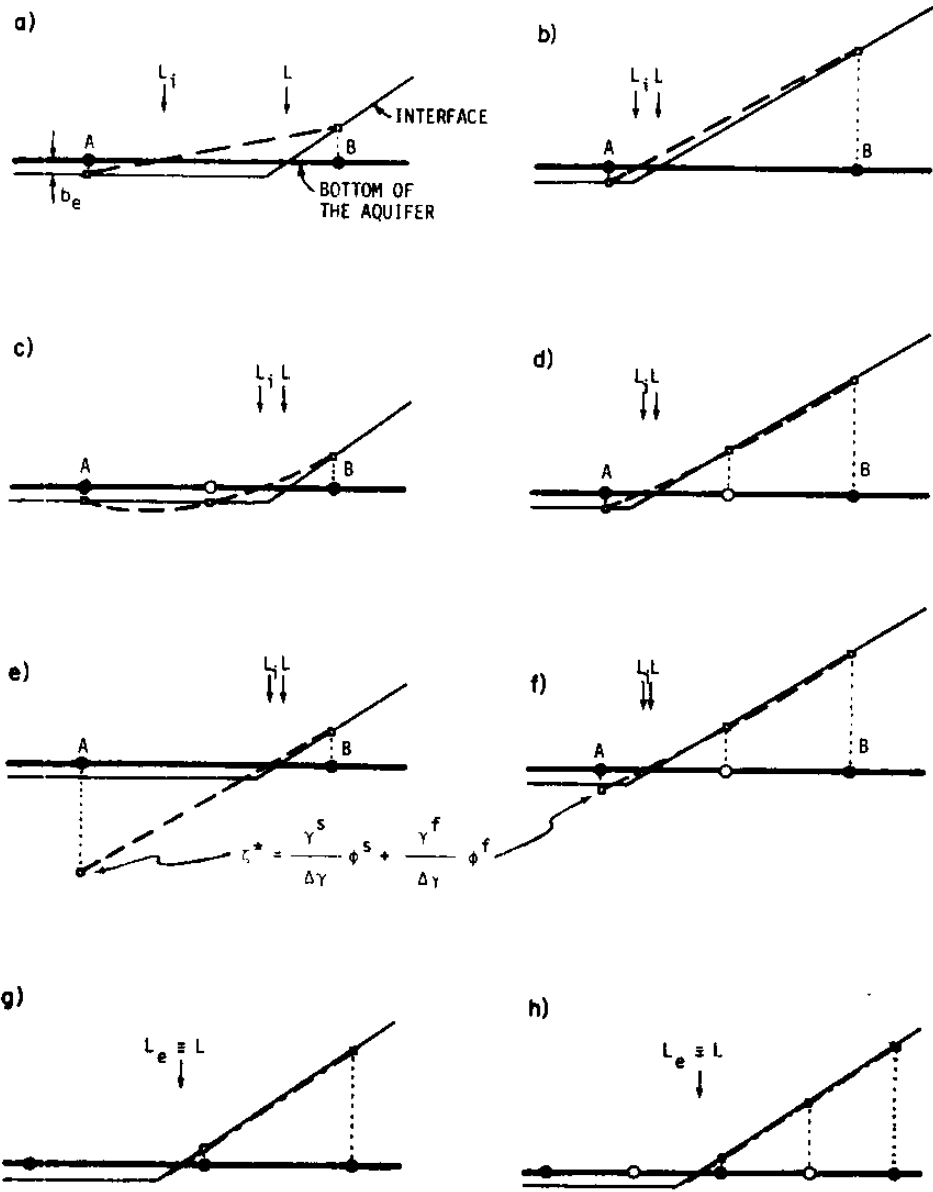 a)
L_i L
A
INTERFACE
B
b_e
BOTTOM OF
THE AQUIFER
b)
L_i L
A
B
c)
L_i L
A
B
d)
L_i L
A
B
e)
L_i L
A
B
f)
L_i L
A
B
ζ* = γ^s/Δγ φ^s + γ^f/Δγ φ^f
g)
L_e ≡ L
h)
L_e ≡ L